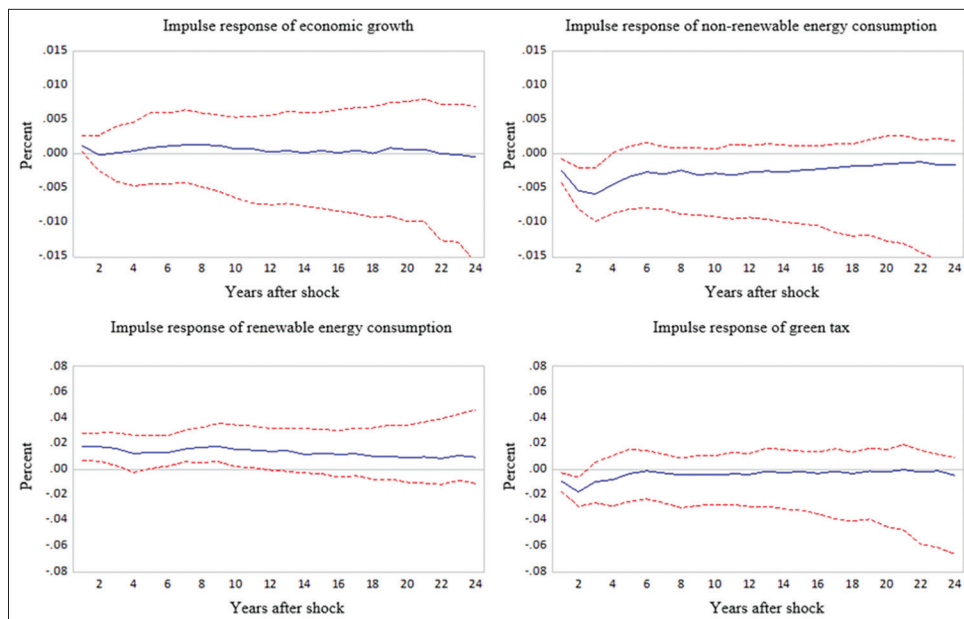 Impulse response of economic growth
.015
.010
.005
.000
-.005
-.010
-.015
Percent
2 4 6 8 10 12 14 16 18 20 22 24
Years after shock
Impulse response of non-renewable energy consumption
.015
.010
.005
.000
-.005
-.010
-.015
Percent
2 4 6 8 10 12 14 16 18 20 22 24
Years after shock
Impulse response of renewable energy consumption
.08
.06
.04
.02
.00
-.02
-.04
-.06
-.08
Percent
2 4 6 8 10 12 14 16 18 20 22 24
Years after shock
Impulse response of green tax
.08
.06
.04
.02
.00
-.02
-.04
-.06
-.08
Percent
2 4 6 8 10 12 14 16 18 20 22 24
Years after shock